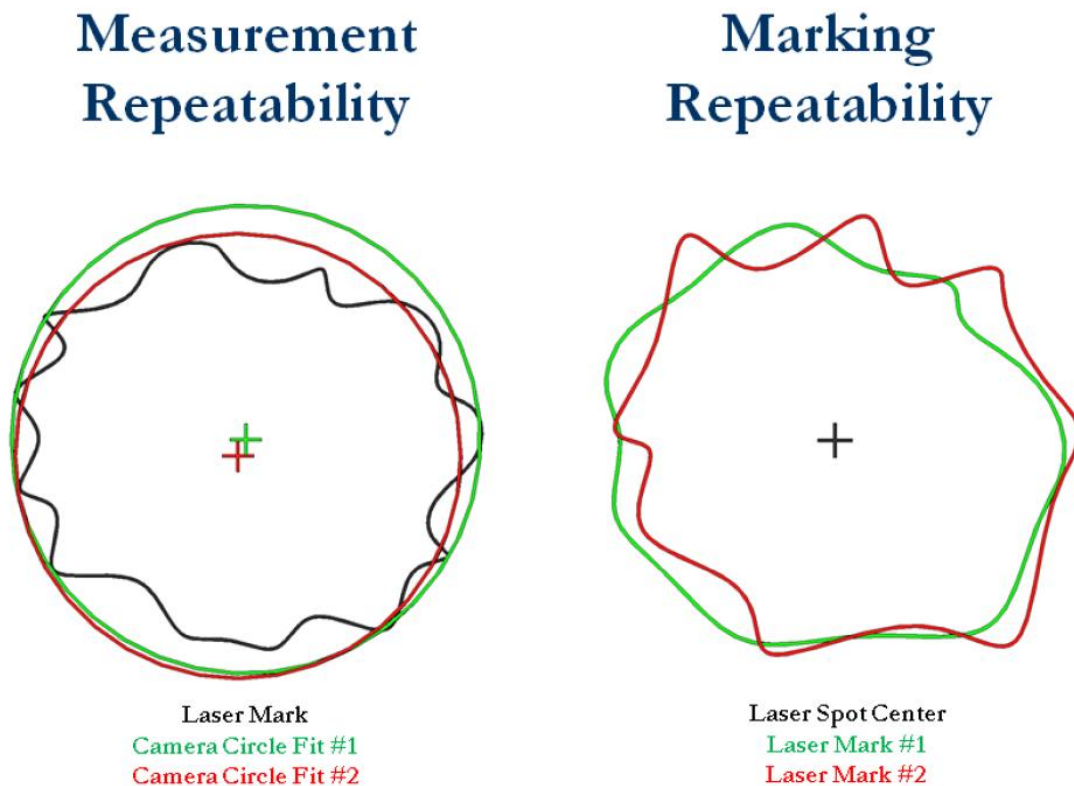 Measurement
Repeatability
Laser Mark
Camera Circle Fit #1
Camera Circle Fit #2
Marking
Repeatability
Laser Spot Center
Laser Mark #1
Laser Mark #2